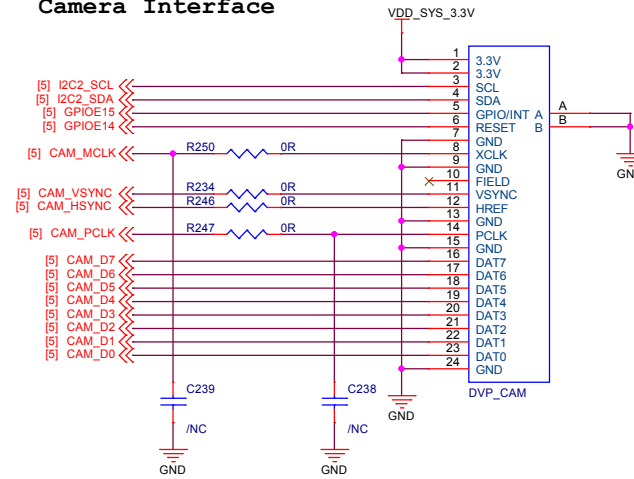 Camera Interface
VDD_SYS_3.3V
1 3.3V
2 3.3V
[5] I2C2_SCL 3 SCL
[5] I2C2_SDA 4 SDA
[5] GPIOE15 5 GPIO/INT A A
[5] GPIOE14 6 RESET B B
7 GND
[5] CAM_MCLK R250 0R 8 XCLK
9 GND
GN
10 FIELD
[5] CAM_VSYNC R234 0R 11 VSYNC
[5] CAM_HSYNC R246 0R 12 HREF
13 GND
[5] CAM_PCLK R247 0R 14 PCLK
15 GND
[5] CAM_D7 16 DAT7
[5] CAM_D6 17 DAT6
[5] CAM_D5 18 DAT5
[5] CAM_D4 19 DAT4
[5] CAM_D3 20 DAT3
[5] CAM_D2 21 DAT2
[5] CAM_D1 22 DAT1
[5] CAM_D0 23 DAT0
24 GND
C239 C238 DVP_CAM
GND
/NC /NC
GND GND